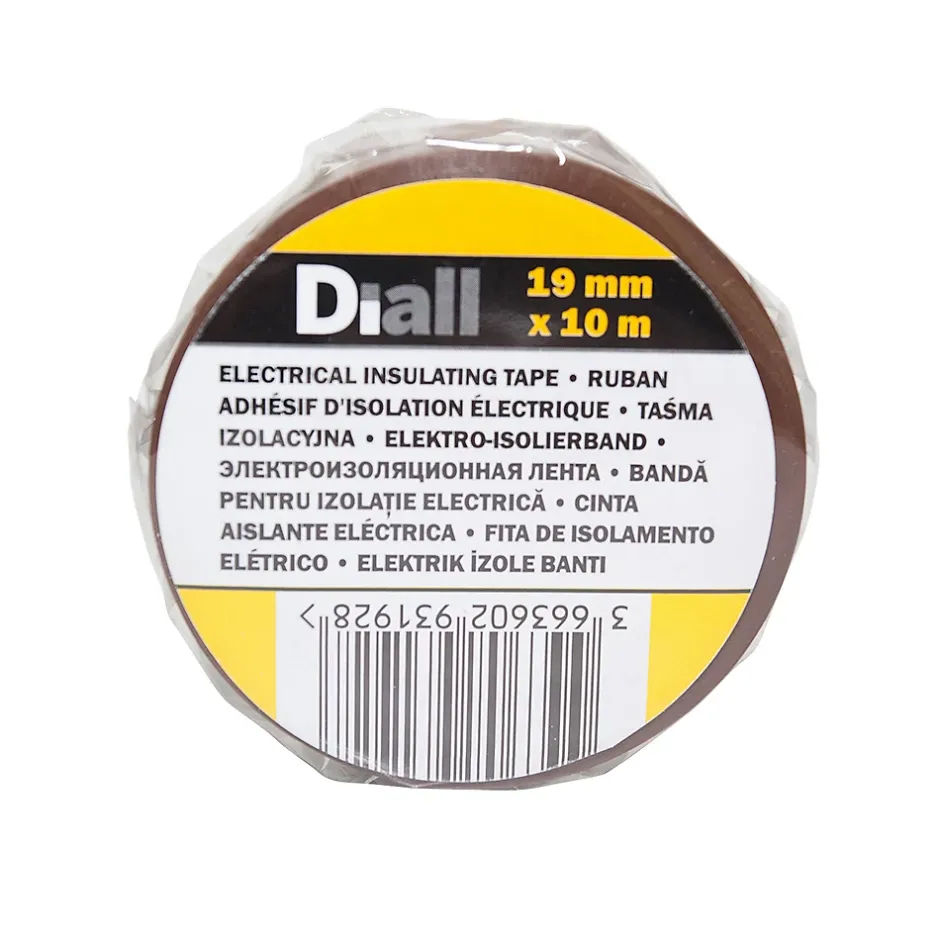 Diall
19 mm
x 10 m
ELECTRICAL INSULATING TAPE • RUBAN
ADHÉSIF D'ISOLATION ÉLECTRIQUE • TAŚMA
IZOLACYJNA • ELEKTRO-ISOLIERBAND •
ЭЛЕКТРОИЗОЛЯЦИОННАЯ ЛЕНТА • BANDĂ
PENTRU IZOLAŢIE ELECTRICĂ • CINTA
AISLANTE ELÉCTRICA • FITA DE ISOLAMENTO
ELÉTRICO • ELEKTRIK İZOLE BANTI
3 663602 931928 >